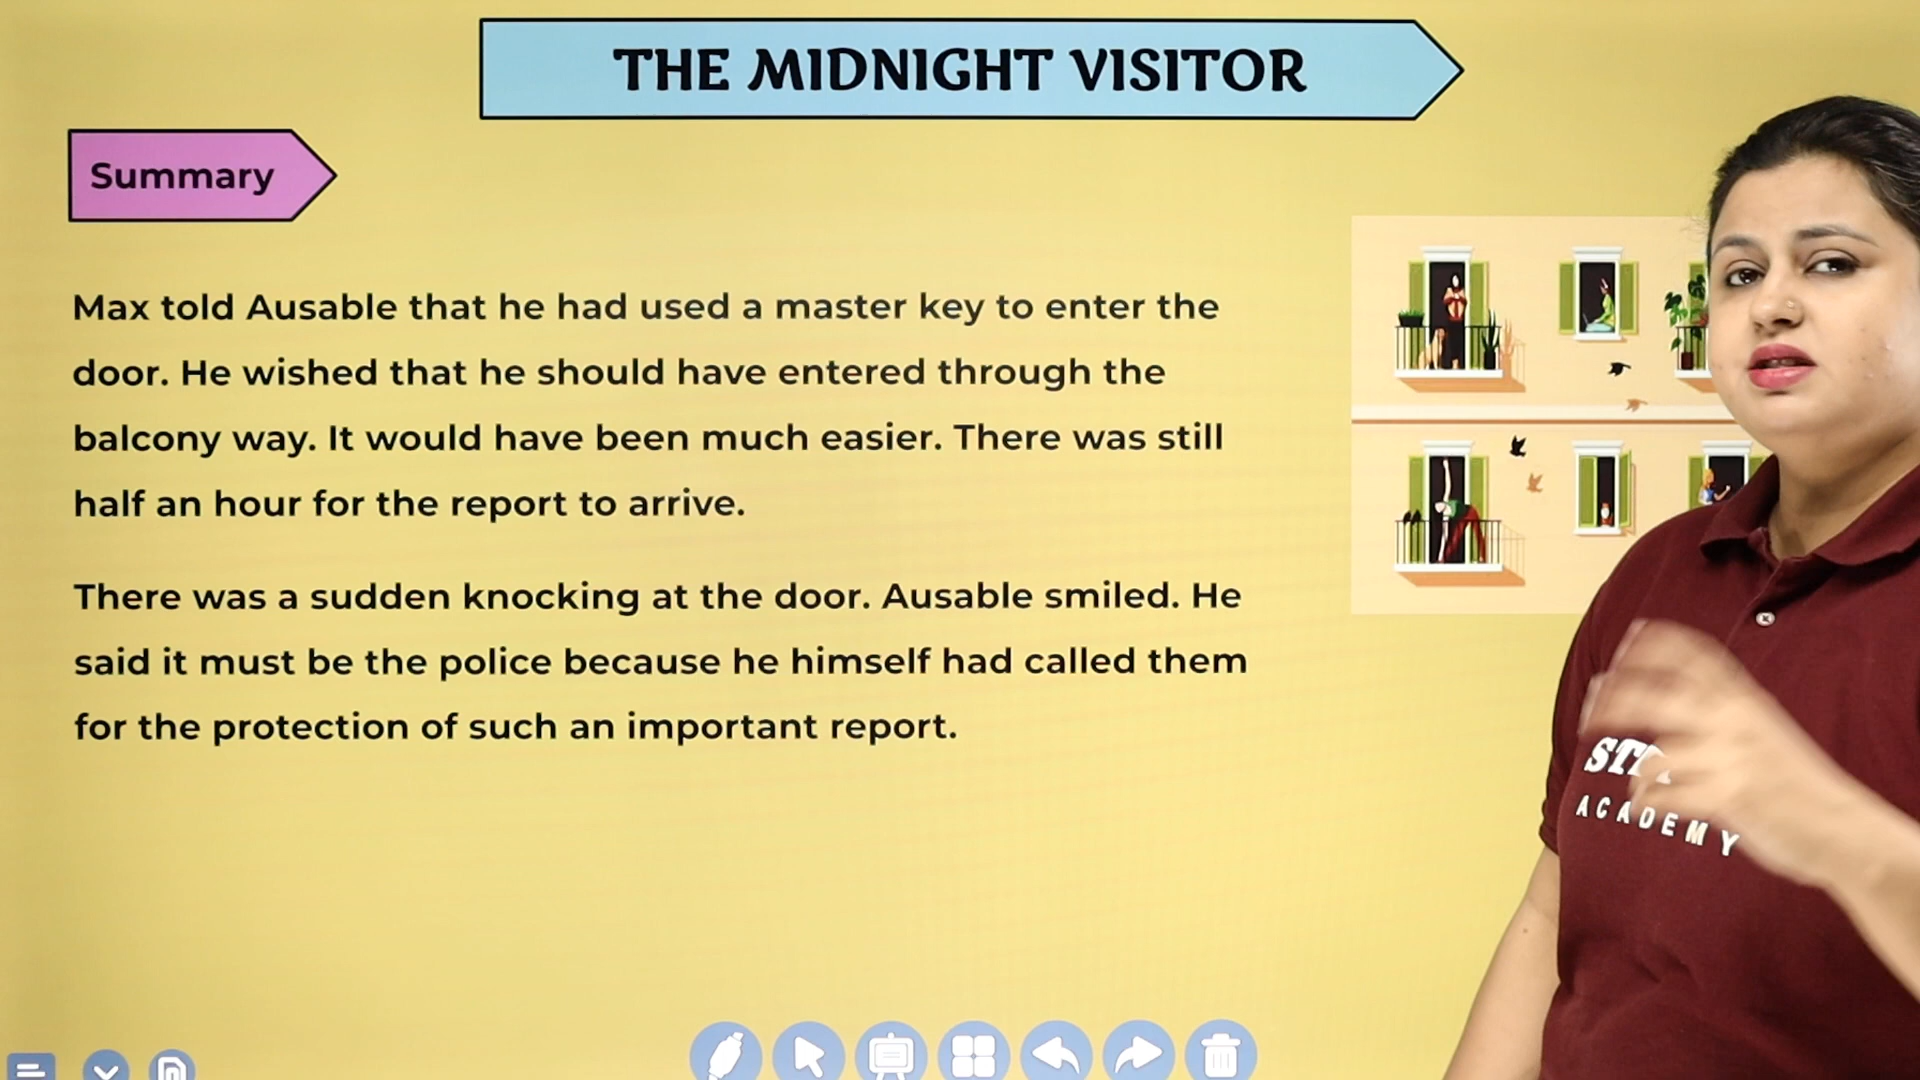 THE MIDNIGHT VISITOR
Summary
Max told Ausable that he had used a master key to enter the
door. He wished that he should have entered through the
balcony way. It would have been much easier. There was still
half an hour for the report to arrive.
There was a sudden knocking at the door. Ausable smiled. He
said it must be the police because he himself had called them
for the protection of such an important report.
ACADEMY